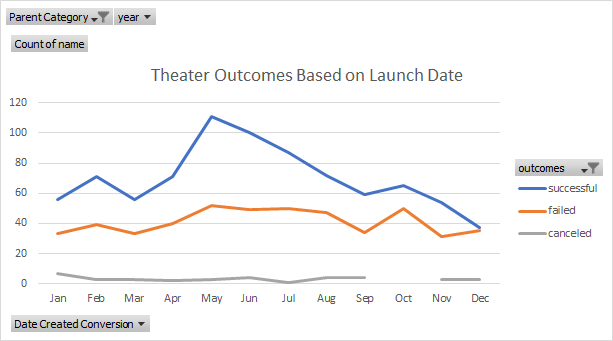 Parent Category year
Count of name
Theater Outcomes Based on Launch Date
120
100
80
60
40
20
0
Jan Feb Mar Apr May Jun Jul Aug Sep Oct Nov Dec
outcomes
successful
failed
canceled
Date Created Conversion